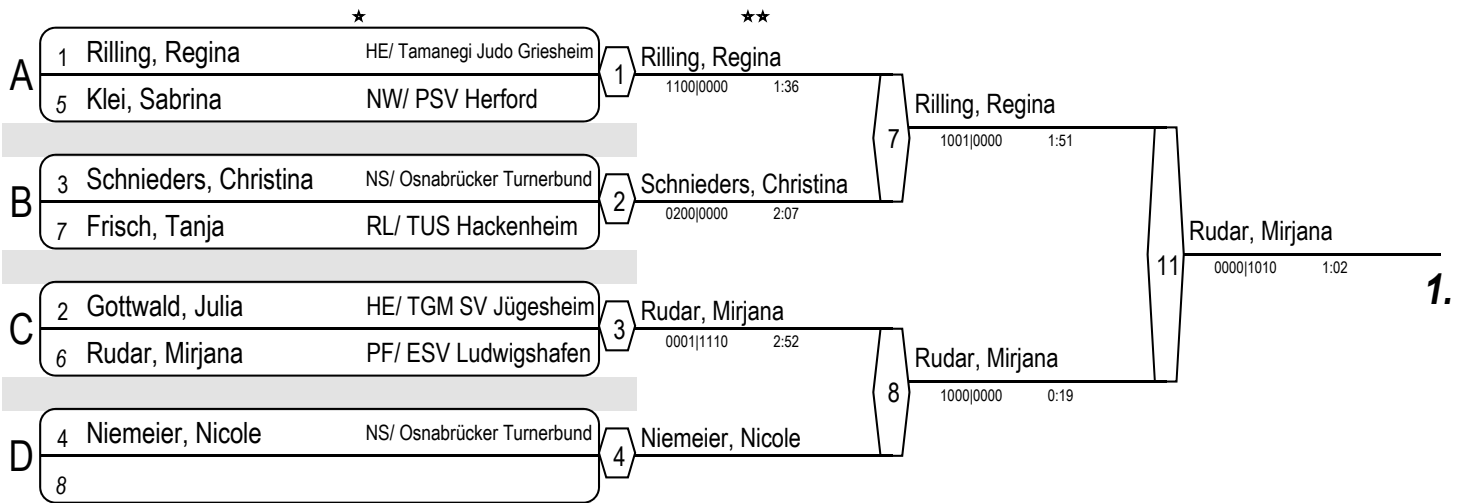 ★ ★★
A
1 Rilling, Regina HE/ Tamanegi Judo Griesheim
5 Klei, Sabrina NW/ PSV Herford
1
Rilling, Regina
1100|0000 1:36
B
3 Schnieders, Christina NS/ Osnabrücker Turnerbund
7 Frisch, Tanja RL/ TUS Hackenheim
2
Schnieders, Christina
0200|0000 2:07
7
Rilling, Regina
1001|0000 1:51
C
2 Gottwald, Julia HE/ TGM SV Jügesheim
6 Rudar, Mirjana PF/ ESV Ludwigshafen
3
Rudar, Mirjana
0001|1110 2:52
D
4 Niemeier, Nicole NS/ Osnabrücker Turnerbund
8
4
Niemeier, Nicole
8
Rudar, Mirjana
1000|0000 0:19
11
Rudar, Mirjana
0000|1010 1:02
1.